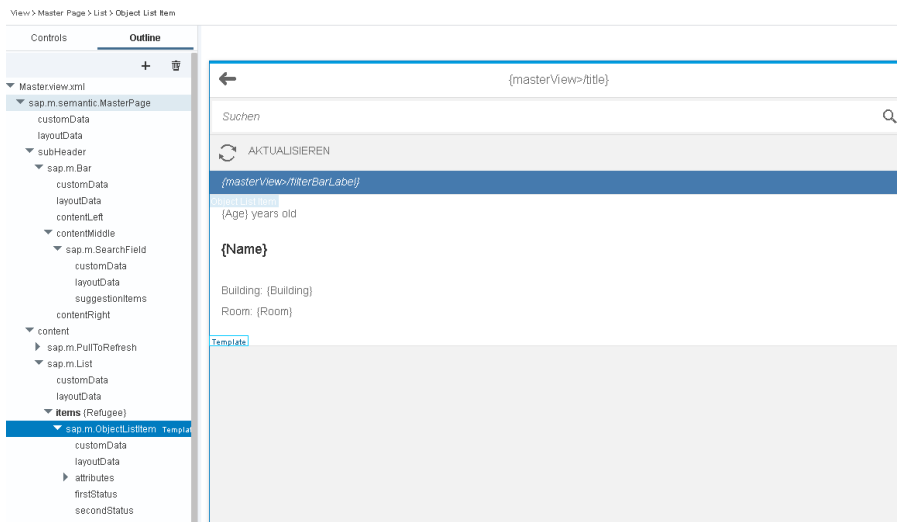 View > Master Page > List > Object List Item
Controls
Outline
+
Master.view.xml
sap.m.semantic.MasterPage
customData
layoutData
subHeader
sap.m.Bar
customData
layoutData
contentLeft
contentMiddle
sap.m.SearchField
customData
layoutData
suggestionItems
contentRight
content
sap.m.PullToRefresh
sap.m.List
customData
layoutData
items (Refugee)
sap.m.ObjectListItem Templat
customData
layoutData
attributes
firstStatus
secondStatus
{masterView>/title}
Suchen
AKTUALISIEREN
{masterView>/filterBarLabel}
Object List Item
{Age} years old
{Name}
Building: {Building}
Room: {Room}
Template